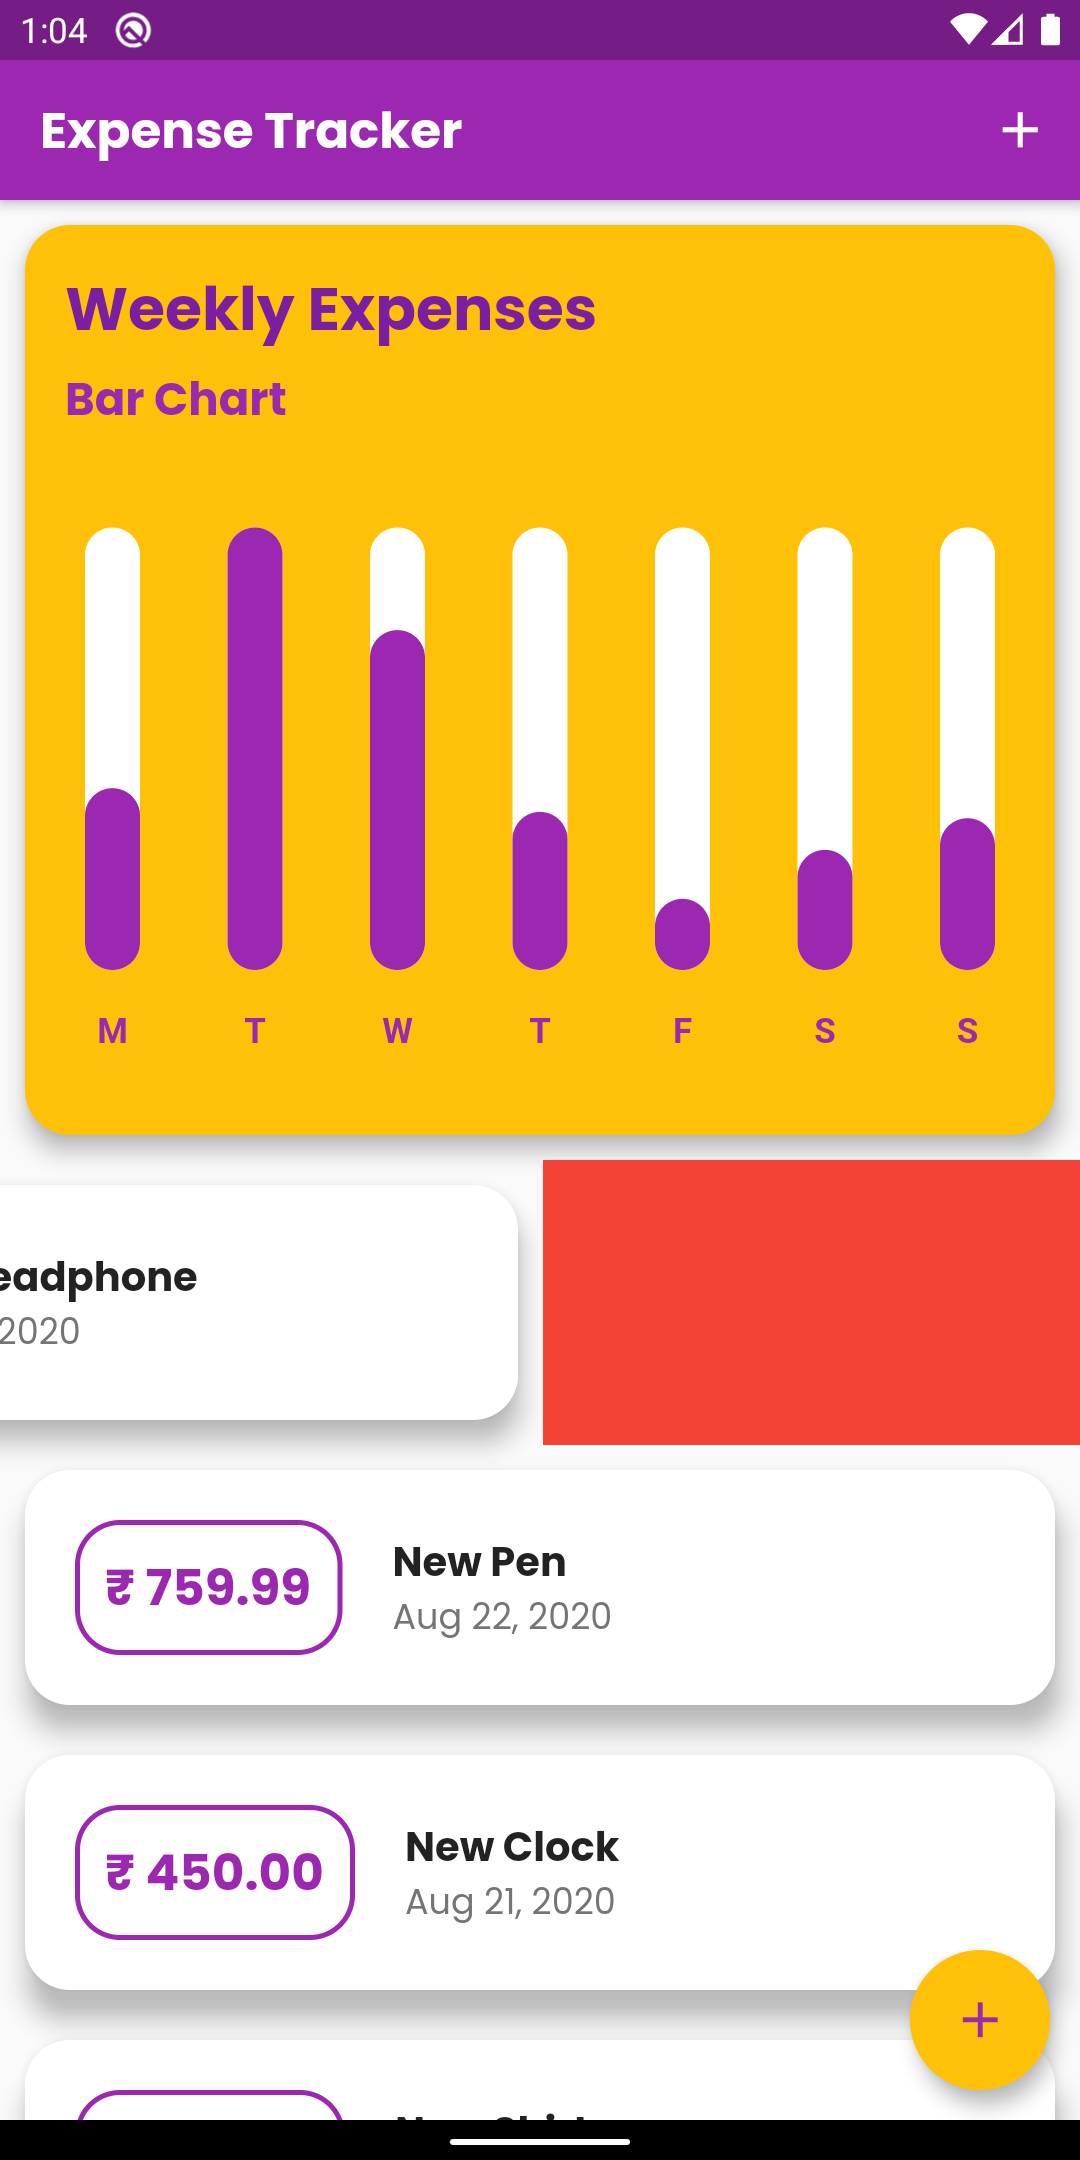 1:04
Expense Tracker
Weekly Expenses
Bar Chart
M T W T F S S
eadphone
2020
₹ 759.99
New Pen
Aug 22, 2020
₹ 450.00
New Clock
Aug 21, 2020